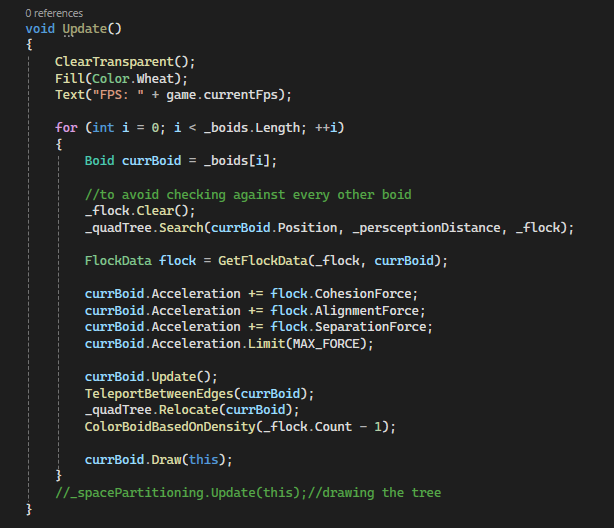 0 references
void Update()
{
ClearTransparent();
Fill(Color.Wheat);
Text("FPS: " + game.currentFps);
for (int i = 0; i < _boids.Length; ++i)
{
Boid currBoid = _boids[i];
//to avoid checking against every other boid
_flock.Clear();
_quadTree.Search(currBoid.Position, _persceptionDistance, _flock);
FlockData flock = GetFlockData(_flock, currBoid);
currBoid.Acceleration += flock.CohesionForce;
currBoid.Acceleration += flock.AlignmentForce;
currBoid.Acceleration += flock.SeparationForce;
currBoid.Acceleration.Limit(MAX_FORCE);
currBoid.Update();
TeleportBetweenEdges(currBoid);
_quadTree.Relocate(currBoid);
ColorBoidBasedOnDensity(_flock.Count - 1);
currBoid.Draw(this);
}
//_spacePartitioning.Update(this);//drawing the tree
}